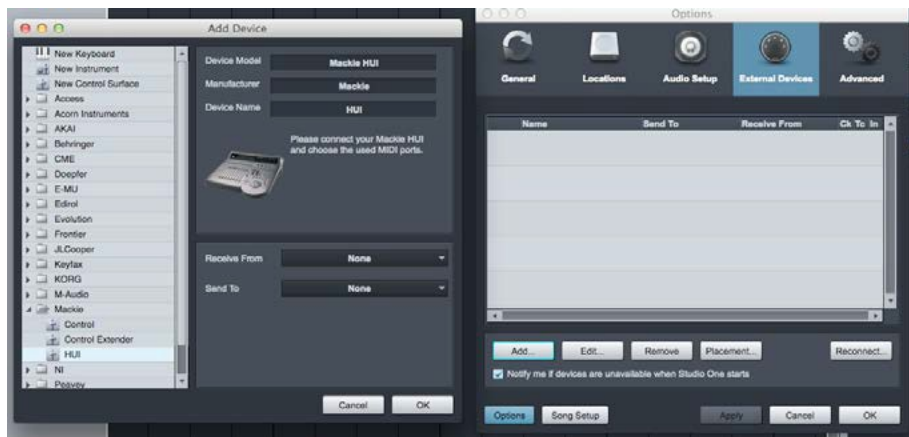 Add Device
New Keyboard
New Instrument
New Control Surface
Access
Acorn Instruments
AKAI
Behringer
CME
Doepfer
E-MU
Edirol
Evolution
Frontier
JLCooper
Keyfax
KORG
M-Audio
Mackie
Control
Control Extender
HUI
NI
Peavey
Device Model Mackie HUI
Manufacturer Mackie
Device Name HUI
Please connect your Mackie HUI
and choose the used MIDI ports.
Receive From None
Send To None
Cancel OK
Options
General Locations Audio Setup External Devices Advanced
Name Send To Receive From Ck Tc In
Add... Edit... Remove Placement... Reconnect...
Notify me if devices are unavailable when Studio One starts
Options Song Setup Apply Cancel OK